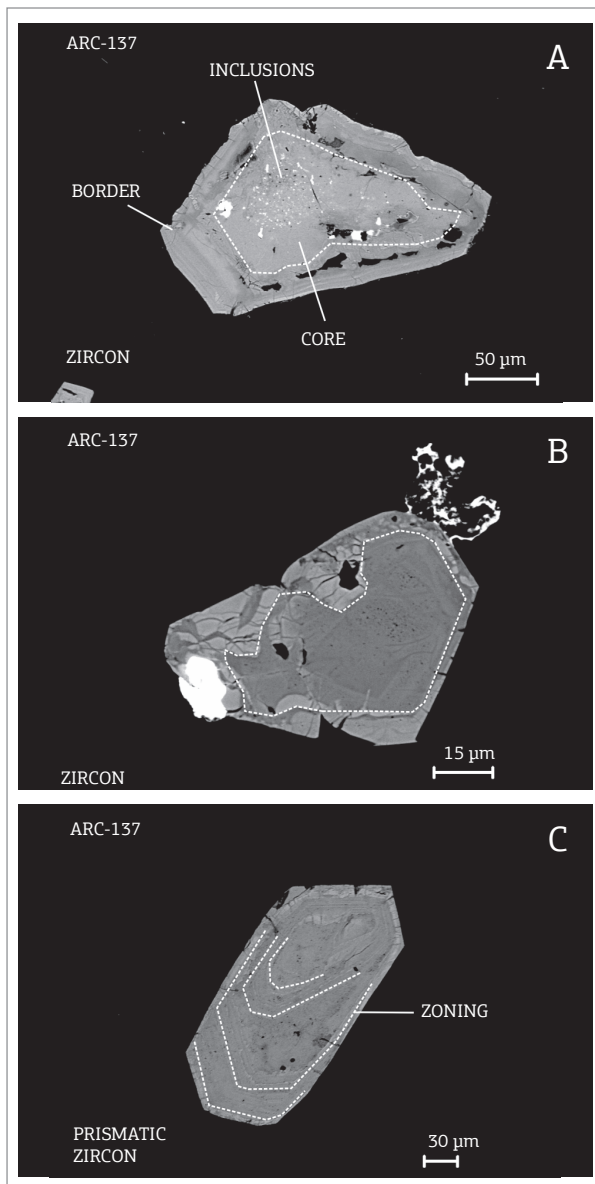 ARC-137
A
INCLUSIONS
BORDER
CORE
ZIRCON
50 µm
ARC-137
B
15 µm
ZIRCON
ARC-137
C
ZONING
PRISMATIC
ZIRCON
30 µm